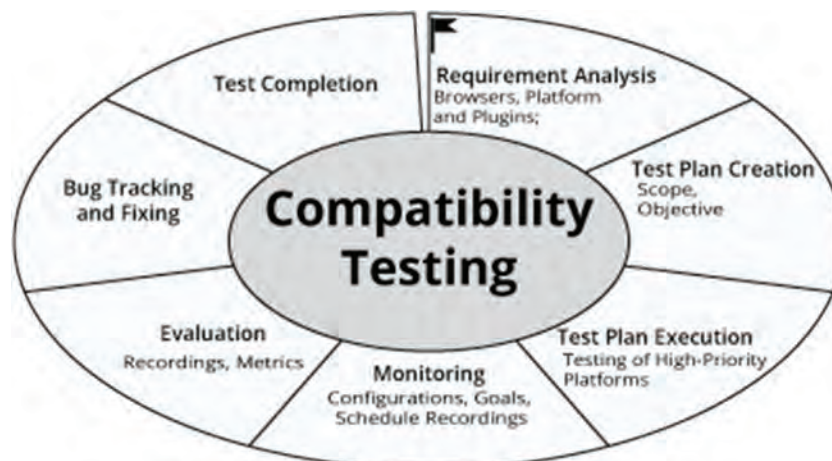 Compatibility
Testing
Requirement Analysis
Browsers, Platform
and Plugins;
Test Plan Creation
Scope,
Objective
Test Plan Execution
Testing of High-Priority
Platforms
Monitoring
Configurations, Goals,
Schedule Recordings
Evaluation
Recordings, Metrics
Bug Tracking
and Fixing
Test Completion